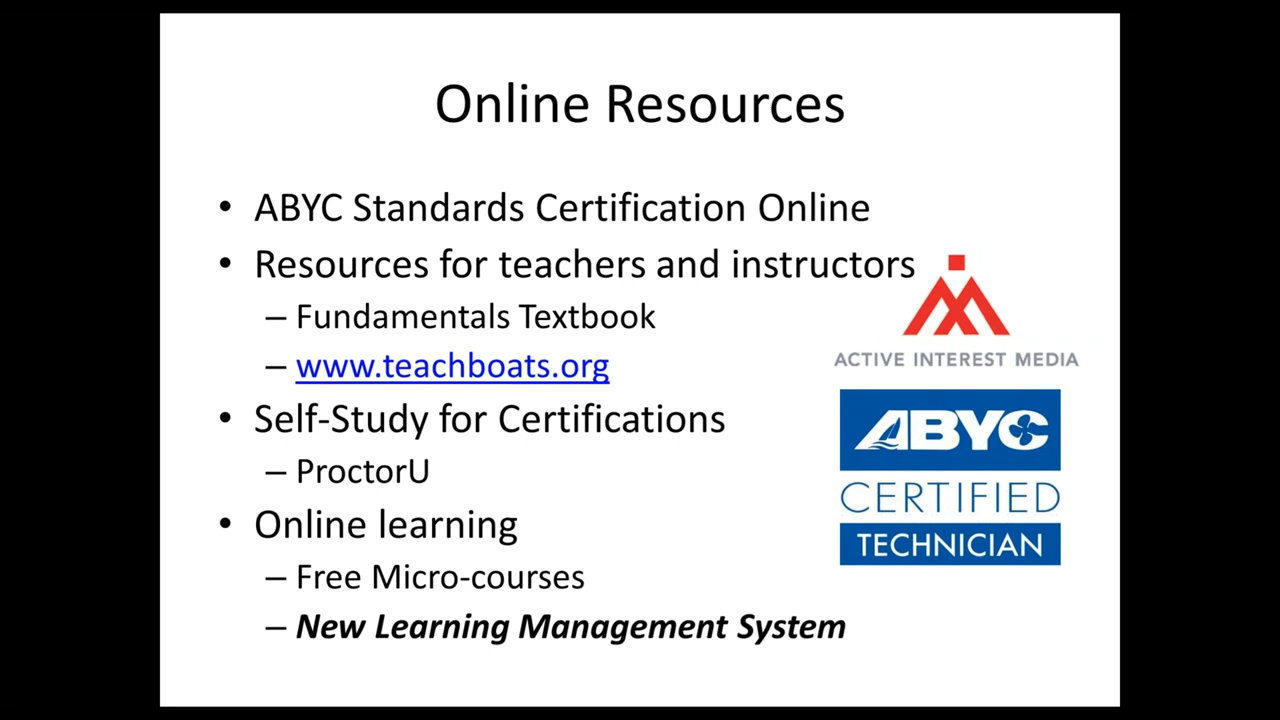 Online Resources
• ABYC Standards Certification Online
• Resources for teachers and instructors
– Fundamentals Textbook
– www.teachboats.org
• Self-Study for Certifications
– ProctorU
• Online learning
– Free Micro-courses
– New Learning Management System
ACTIVE INTEREST MEDIA
ABYC
CERTIFIED
TECHNICIAN